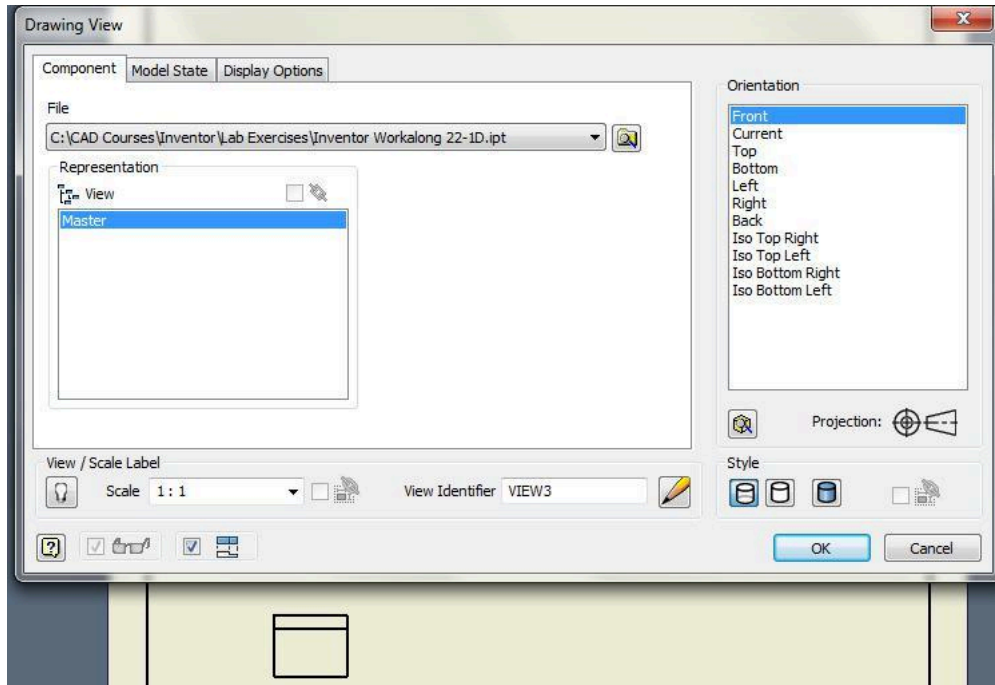 Drawing View
Component Model State Display Options
File
C:\CAD Courses\Inventor\Lab Exercises\Inventor Workalong 22-1D.ipt
Representation
View
Master
Orientation
Front
Current
Top
Bottom
Left
Right
Back
Iso Top Right
Iso Top Left
Iso Bottom Right
Iso Bottom Left
Projection:
View / Scale Label
Scale 1 : 1 View Identifier VIEW3
Style
OK Cancel